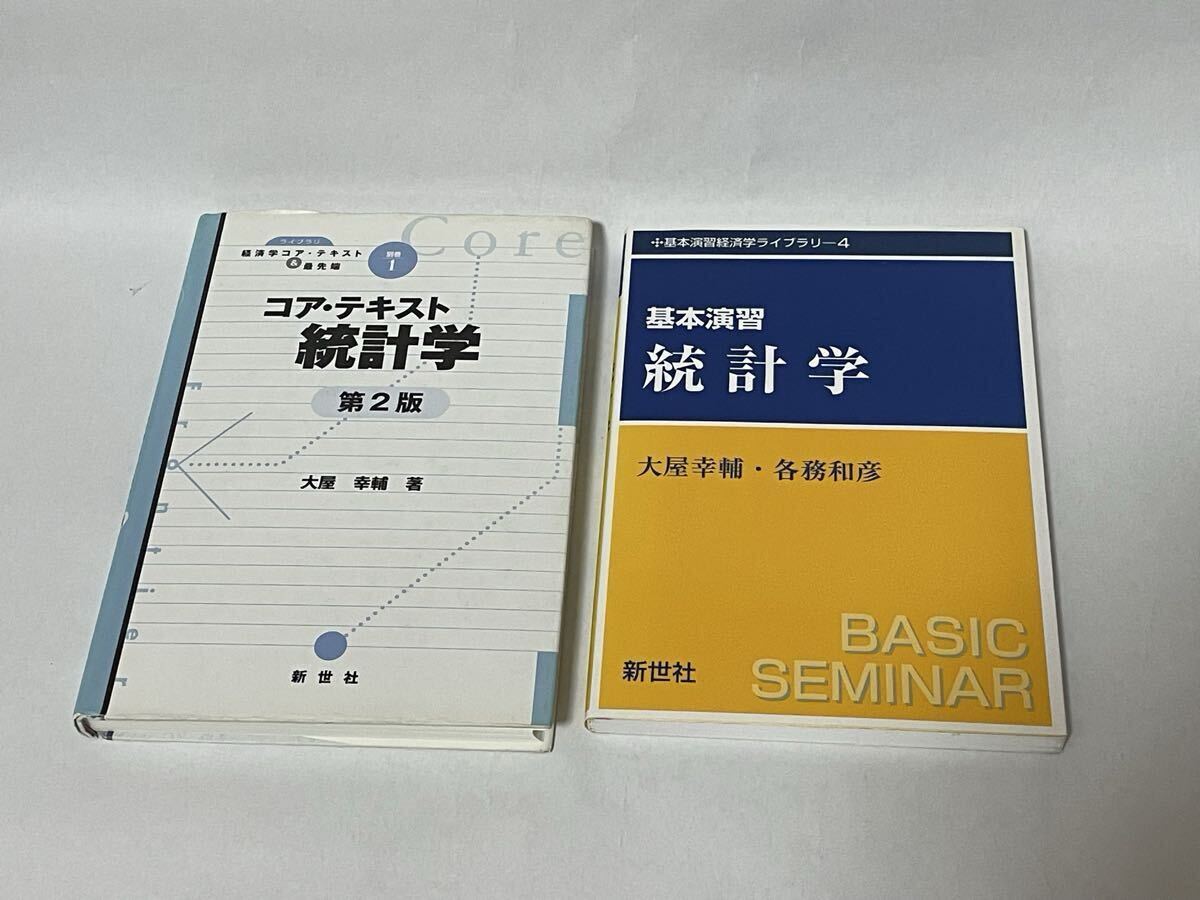 Core
ライブラリ
経済学コア・テキスト
&最先端
別巻
1
コア・テキスト
統計学
第2版
大屋 幸輔 著
Frontier
新世社
✢基本演習経済学ライブラリ―4
基本演習
統計学
大屋幸輔・各務和彦
BASIC
SEMINAR
新世社